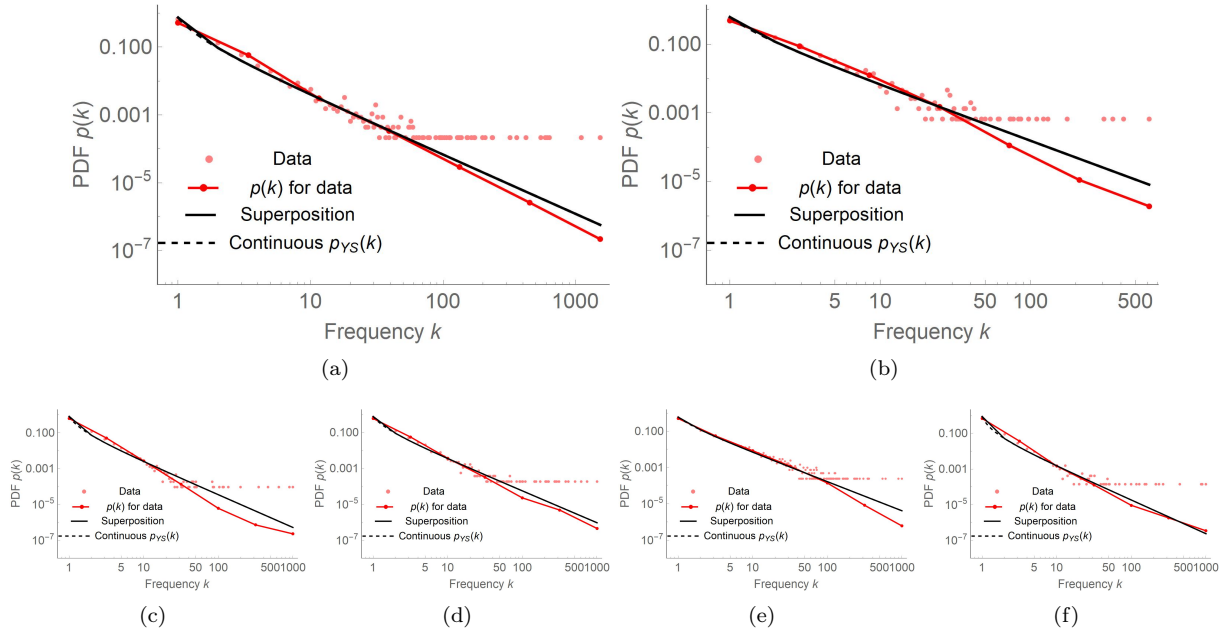 PDF p(k)
0.100
0.001
10^-5
10^-7
Data
p(k) for data
Superposition
Continuous p_YS(k)
1 10 100 1000
Frequency k
(a)
PDF p(k)
0.100
0.001
10^-5
10^-7
Data
p(k) for data
Superposition
Continuous p_YS(k)
1 5 10 50 100 500
Frequency k
(b)
PDF p(k)
0.100
0.001
10^-5
10^-7
Data
p(k) for data
Superposition
Continuous p_YS(k)
1 5 10 50 100 5001000
Frequency k
(c)
PDF p(k)
0.100
0.001
10^-5
10^-7
Data
p(k) for data
Superposition
Continuous p_YS(k)
1 5 10 50 100 5001000
Frequency k
(d)
PDF p(k)
0.100
0.001
10^-5
10^-7
Data
p(k) for data
Superposition
Continuous p_YS(k)
1 5 10 50 100 5001000
Frequency k
(e)
PDF p(k)
0.100
0.001
10^-5
10^-7
Data
p(k) for data
Superposition
Continuous p_YS(k)
1 5 10 50 100 5001000
Frequency k
(f)